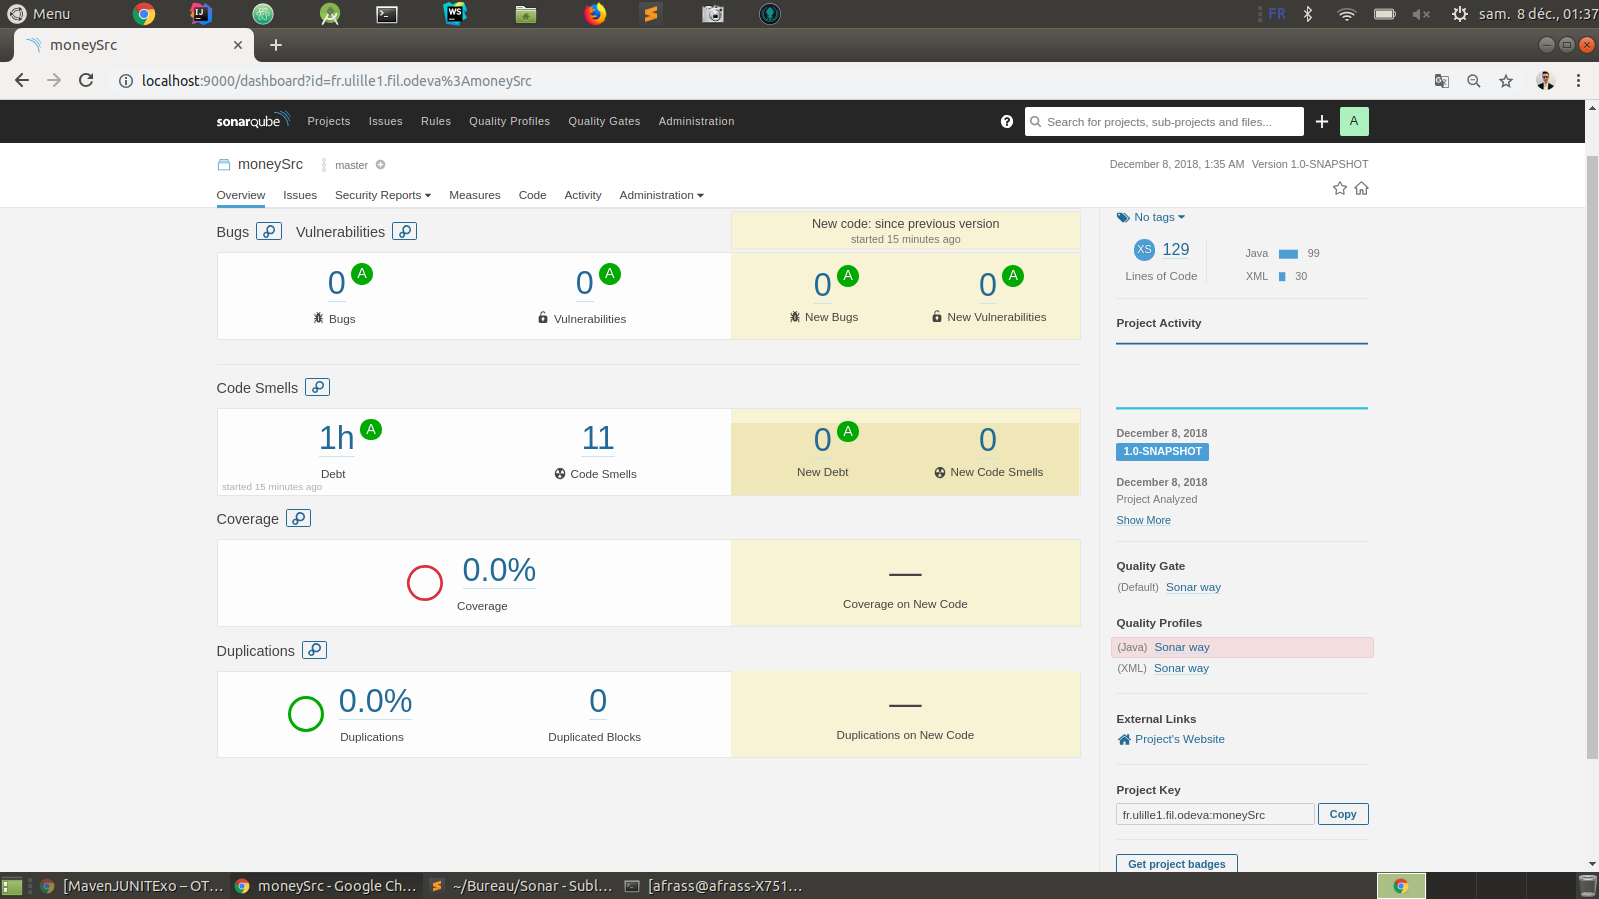 Menu
FR
sam. 8 déc., 01:37
moneySrc
localhost:9000/dashboard?id=fr.ulille1.fil.odeva%3AmoneySrc
sonarqube Projects Issues Rules Quality Profiles Quality Gates Administration
Search for projects, sub-projects and files...
A
moneySrc master
December 8, 2018, 1:35 AM Version 1.0-SNAPSHOT
Overview Issues Security Reports Measures Code Activity Administration
Bugs Vulnerabilities
New code: since previous version
started 15 minutes ago
0 A
Bugs
0 A
Vulnerabilities
0 A
New Bugs
0 A
New Vulnerabilities
Code Smells
1h A
Debt
started 15 minutes ago
11
Code Smells
0 A
New Debt
0
New Code Smells
Coverage
0.0%
Coverage
Coverage on New Code
Duplications
0.0%
Duplications
0
Duplicated Blocks
Duplications on New Code
No tags
XS 129
Lines of Code
Java 99
XML 30
Project Activity
December 8, 2018
1.0-SNAPSHOT
December 8, 2018
Project Analyzed
Show More
Quality Gate
(Default) Sonar way
Quality Profiles
(Java) Sonar way
(XML) Sonar way
External Links
Project's Website
Project Key
fr.ulille1.fil.odeva:moneySrc Copy
Get project badges
[MavenJUNITExo – OT...
moneySrc - Google Ch...
~/Bureau/Sonar - Subl...
[afrass@afrass-X751...